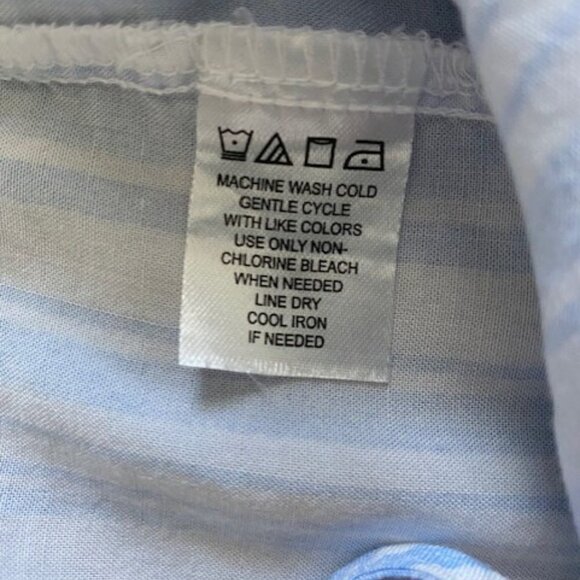 MACHINE WASH COLD
GENTLE CYCLE
WITH LIKE COLORS
USE ONLY NON-
CHLORINE BLEACH
WHEN NEEDED
LINE DRY
COOL IRON
IF NEEDED